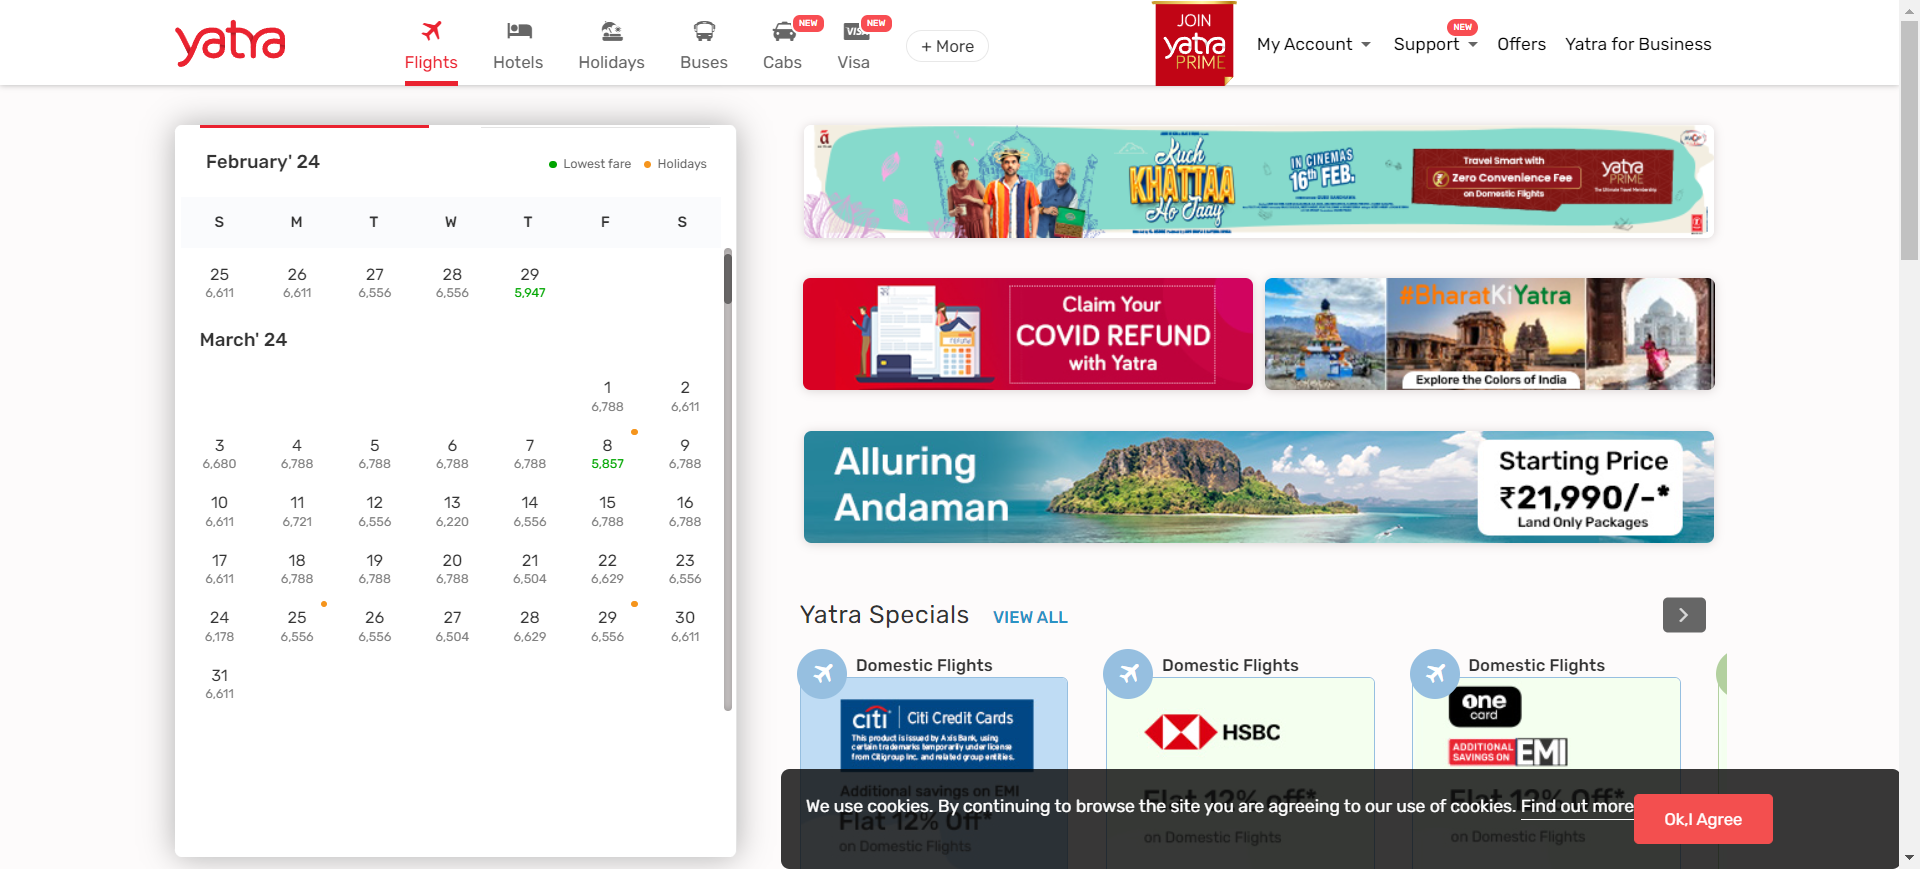 yatra
Flights
Hotels
Holidays
Buses
Cabs
NEW
VISA
Visa
NEW
+ More
JOIN
yatra
PRIME
My Account
Support
NEW
Offers
Yatra for Business
February' 24
Lowest fare
Holidays
S M T W T F S
25 26 27 28 29
6,611 6,611 6,556 6,556 5,947
March' 24
1 2
6,788 6,611
3 4 5 6 7 8 9
6,680 6,788 6,788 6,788 6,788 5,857 6,788
10 11 12 13 14 15 16
6,611 6,721 6,556 6,220 6,556 6,788 6,788
17 18 19 20 21 22 23
6,611 6,788 6,788 6,788 6,504 6,629 6,556
24 25 26 27 28 29 30
6,178 6,556 6,556 6,504 6,629 6,556 6,611
31
6,611
Kuch
KHATTAA
Ho Jaay
IN CINEMAS
16th FEB.
Travel Smart with
Zero Convenience Fee
on Domestic Flights
yatra
PRIME
The Ultimate Travel Membership
Claim Your
COVID REFUND
with Yatra
REFUND
#BharatKiYatra
Explore the Colors of India
Alluring
Andaman
Starting Price
₹21,990/-*
Land Only Packages
Yatra Specials
VIEW ALL
Domestic Flights
citi
Citi Credit Cards
This product is issued by Axis Bank, using
certain trademarks temporarily under license
from Citigroup Inc. and related group entities.
Additional savings on EMI
Flat 12% Off*
on Domestic Flights
Domestic Flights
HSBC
Flat 12% off*
on Domestic Flights
Domestic Flights
one
card
ADDITIONAL
SAVINGS ON
EMI
Flat 12% Off*
on Domestic Flights
We use cookies. By continuing to browse the site you are agreeing to our use of cookies. Find out more
Ok,I Agree